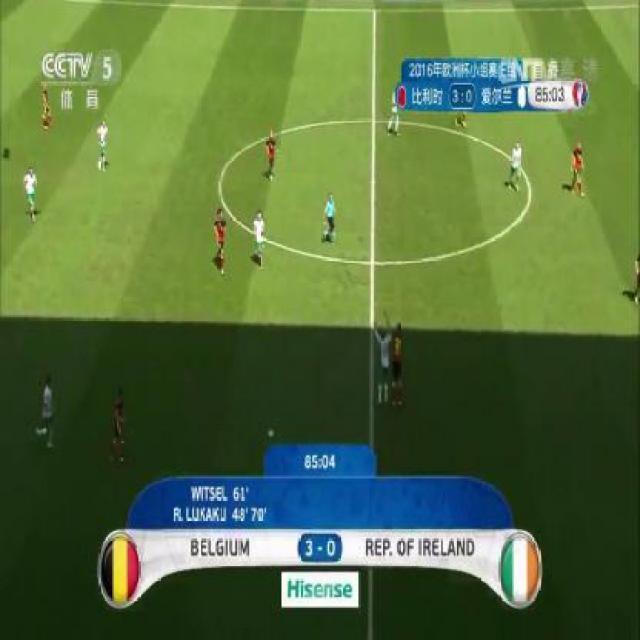 CCTV 5
体育
2016年欧洲杯小组赛
比利时 3:0 爱尔兰 85:03
85:04
WITSEL 61'
R. LUKAKU 48' 70'
BELGIUM 3-0 REP. OF IRELAND
Hisense